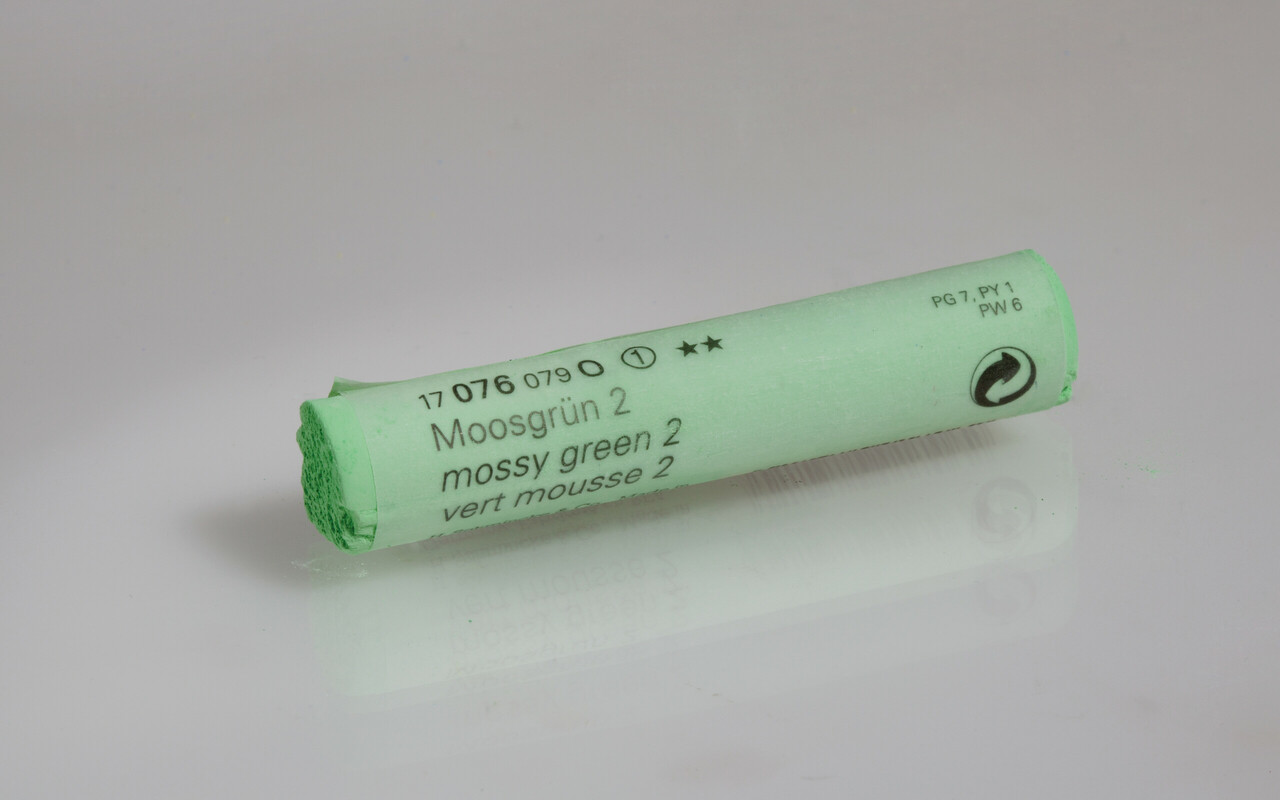 17 076 079 O ① ★★
Moosgrün 2
mossy green 2
vert mousse 2
PG 7, PY 1
PW 6